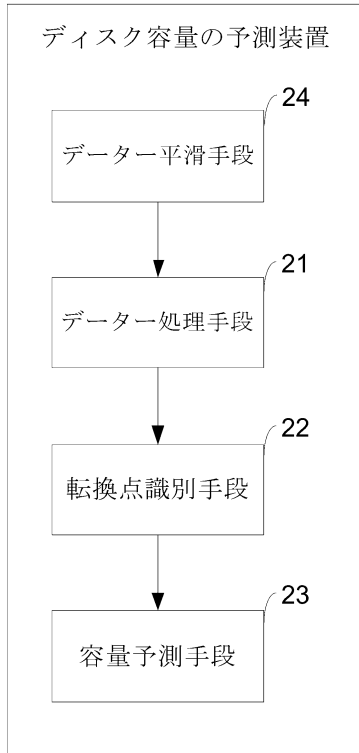 ディスク容量の予測装置
24
データー平滑手段
21
データー処理手段
22
転換点識別手段
23
容量予測手段